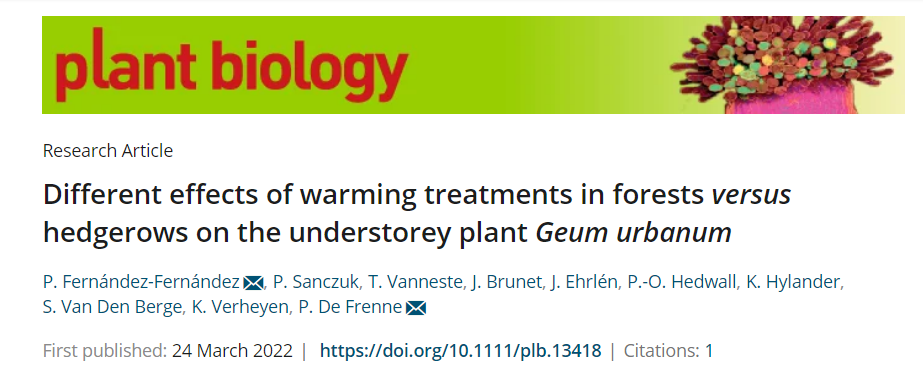 plant biology
Research Article
Different effects of warming treatments in forests versus
hedgerows on the understorey plant Geum urbanum
P. Fernández-Fernández, P. Sanczuk, T. Vanneste, J. Brunet, J. Ehrlén, P.-O. Hedwall, K. Hylander,
S. Van Den Berge, K. Verheyen, P. De Frenne
First published: 24 March 2022 | https://doi.org/10.1111/plb.13418 | Citations: 1